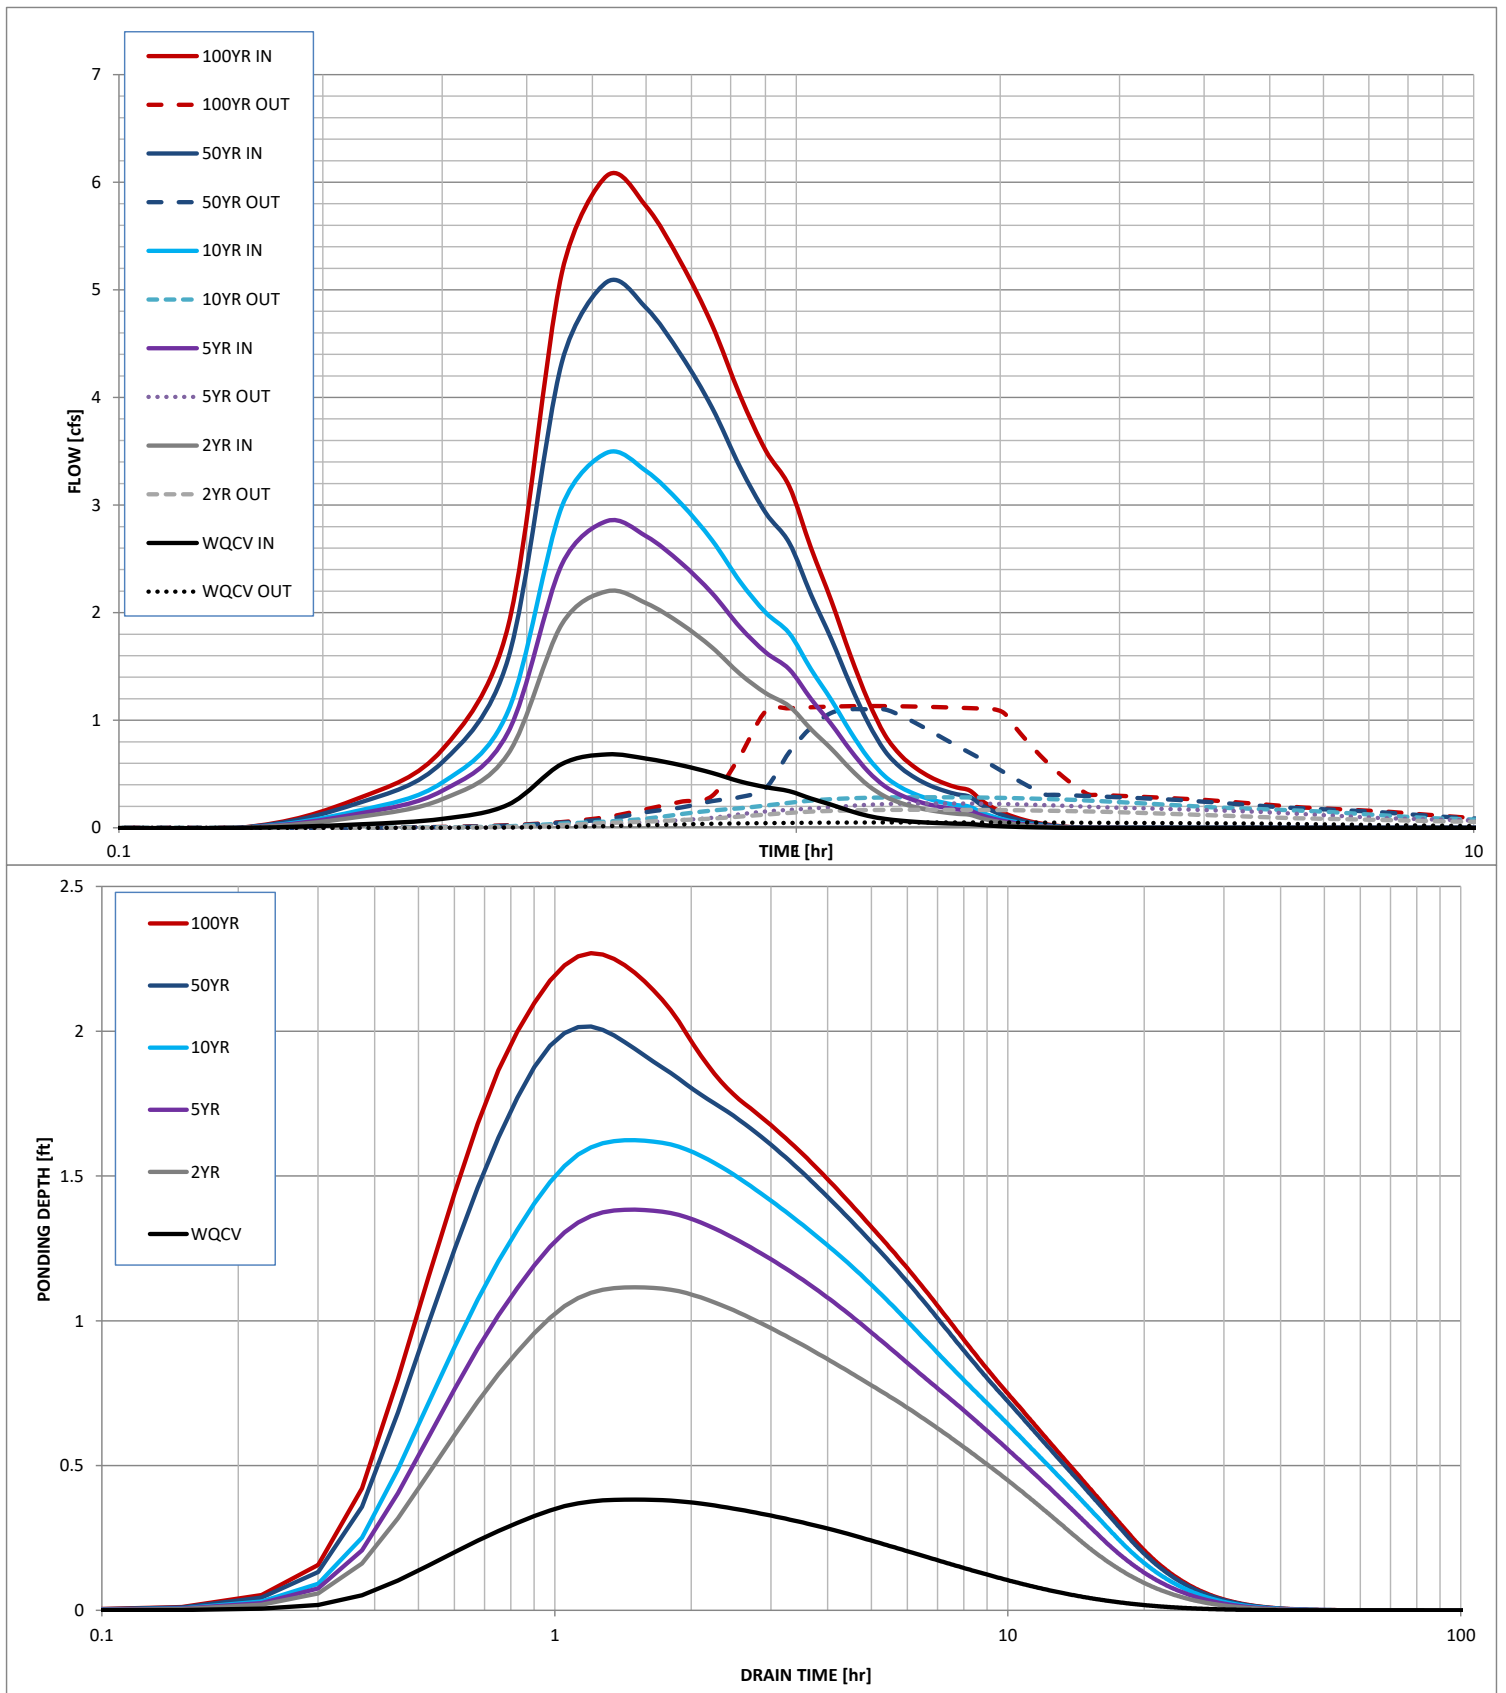 100YR IN
100YR OUT
50YR IN
50YR OUT
10YR IN
10YR OUT
5YR IN
5YR OUT
2YR IN
2YR OUT
WQCV IN
WQCV OUT
7
6
5
4
3
2
1
0
FLOW [cfs]
0.1
1
10
TIME [hr]
100YR
50YR
10YR
5YR
2YR
WQCV
2.5
2
1.5
1
0.5
0
PONDING DEPTH [ft]
0.1
1
10
100
DRAIN TIME [hr]